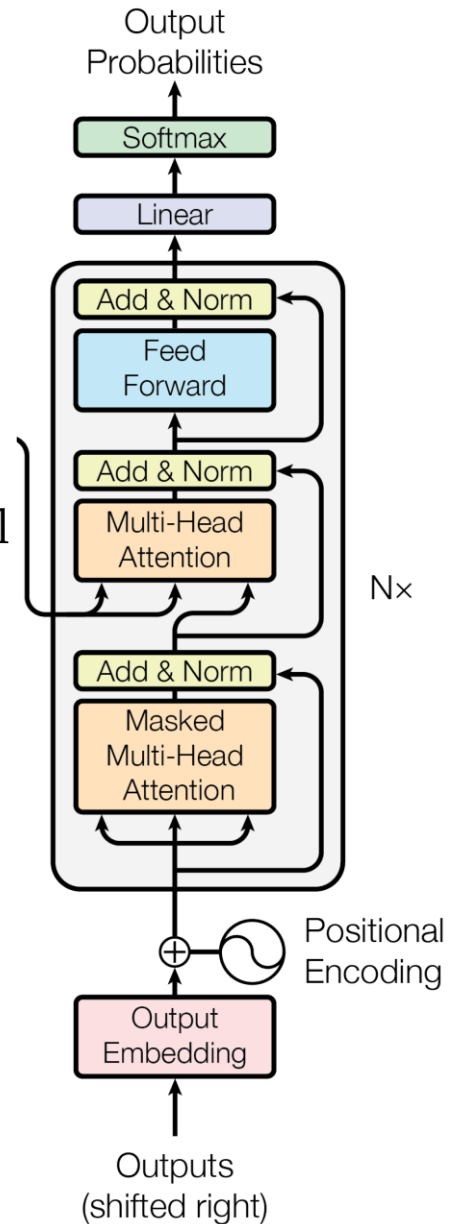 Output
Probabilities
Softmax
Linear
Add & Norm
Feed
Forward
Add & Norm
l
Multi-Head
Attention
N×
Add & Norm
Masked
Multi-Head
Attention
Positional
Encoding
Output
Embedding
Outputs
(shifted right)